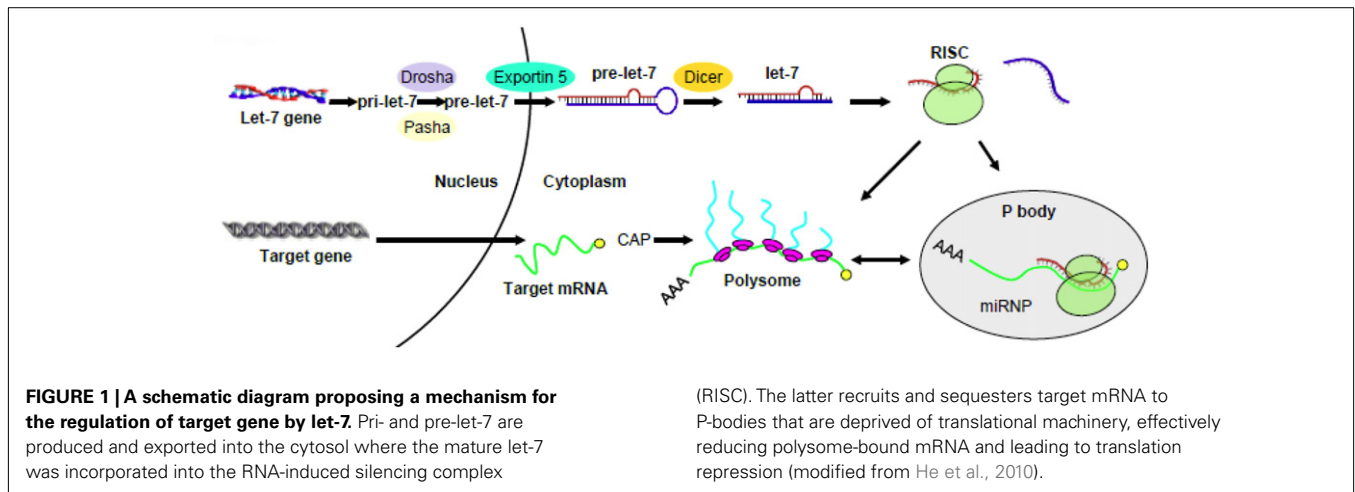 RISC
Drosha
Exportin 5
pre-let-7
Dicer
let-7
pri-let-7
pre-let-7
Let-7 gene
Pasha
Nucleus
Cytoplasm
P body
CAP
AAA
Target gene
Target mRNA
AAA
Polysome
miRNP
FIGURE 1 | A schematic diagram proposing a mechanism for
the regulation of target gene by let-7. Pri- and pre-let-7 are
produced and exported into the cytosol where the mature let-7
was incorporated into the RNA-induced silencing complex
(RISC). The latter recruits and sequesters target mRNA to
P-bodies that are deprived of translational machinery, effectively
reducing polysome-bound mRNA and leading to translation
repression (modified from He et al., 2010).